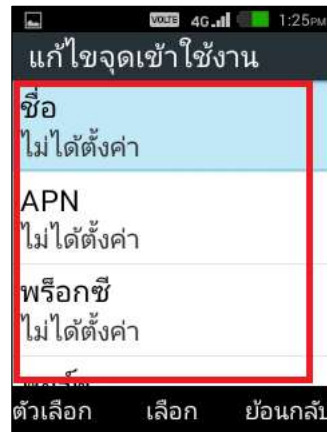 VOLTE 4G 1:25PM
แก้ไขจุดเข้าใช้งาน
ชื่อ
ไม่ได้ตั้งค่า
APN
ไม่ได้ตั้งค่า
พร็อกซี
ไม่ได้ตั้งค่า
ตัวเลือก เลือก ย้อนกลับ